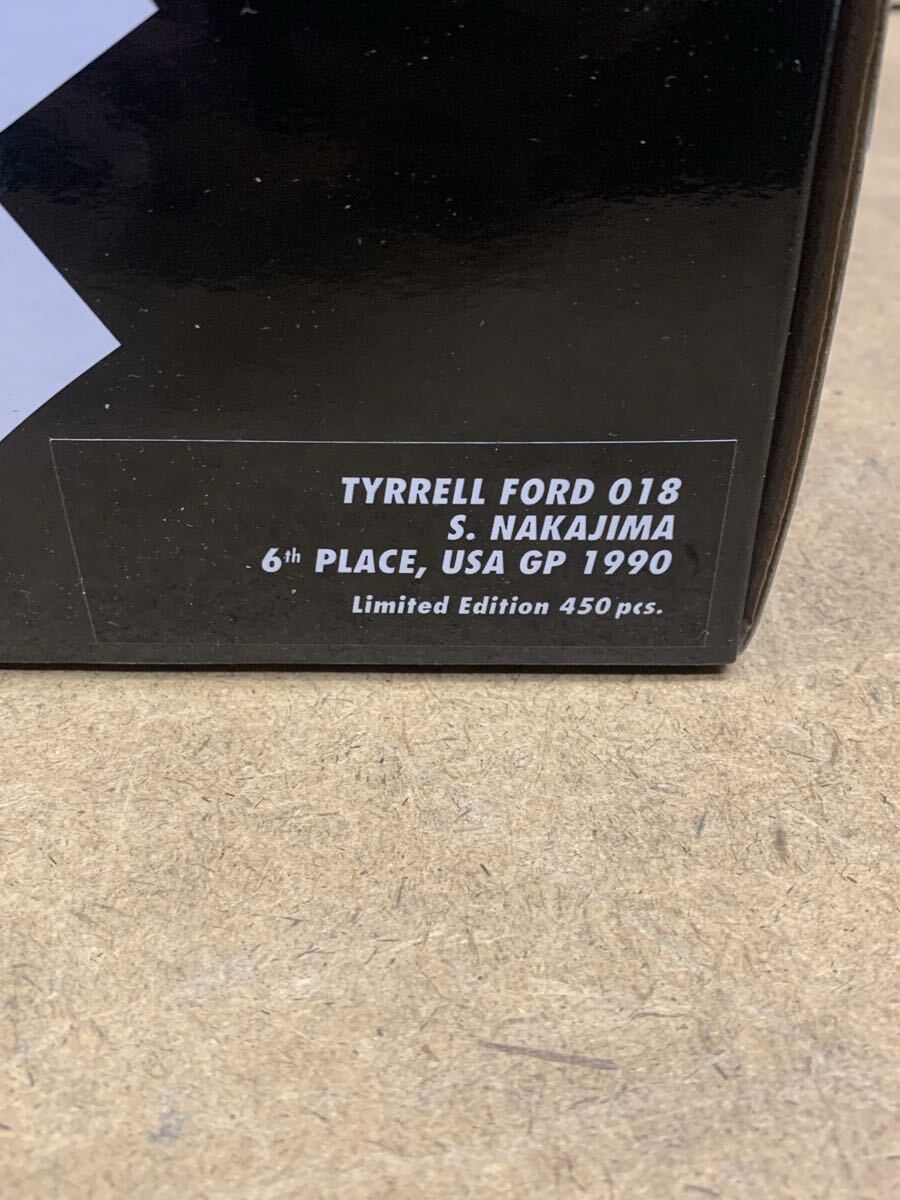 TYRRELL FORD 018
S. NAKAJIMA
6th PLACE, USA GP 1990
Limited Edition 450 pcs.